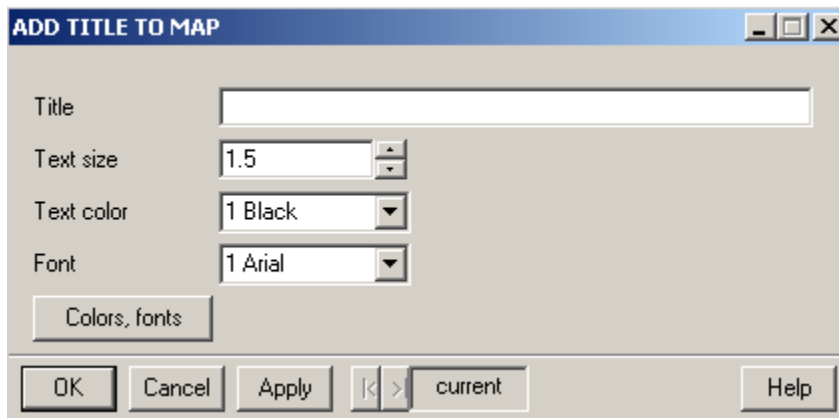 ADD TITLE TO MAP
Title
Text size 1.5
Text color 1 Black
Font 1 Arial
Colors, fonts
OK Cancel Apply |< >| current Help